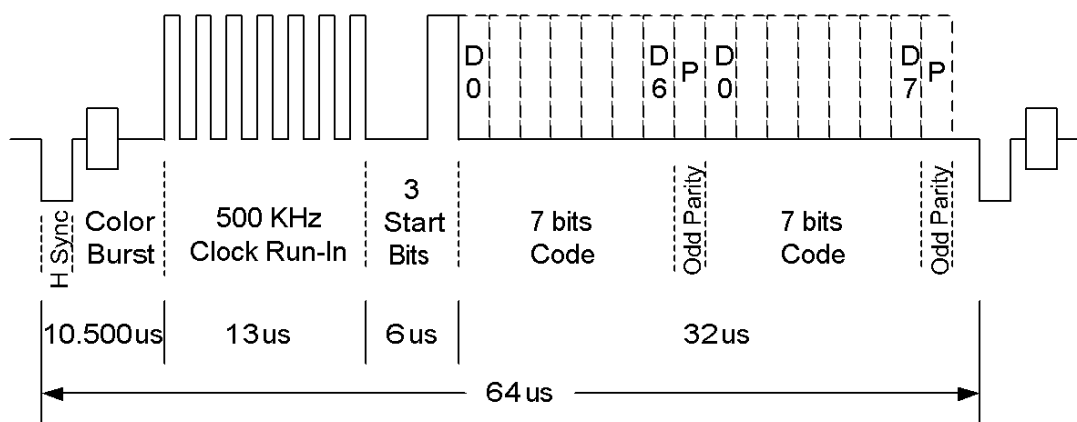 D
0
D
6
P
D
0
D
7
P
H Sync
Color
Burst
500 KHz
Clock Run-In
3
Start
Bits
7 bits
Code
Odd Parity
7 bits
Code
Odd Parity
10.500us
13us
6us
32us
64us